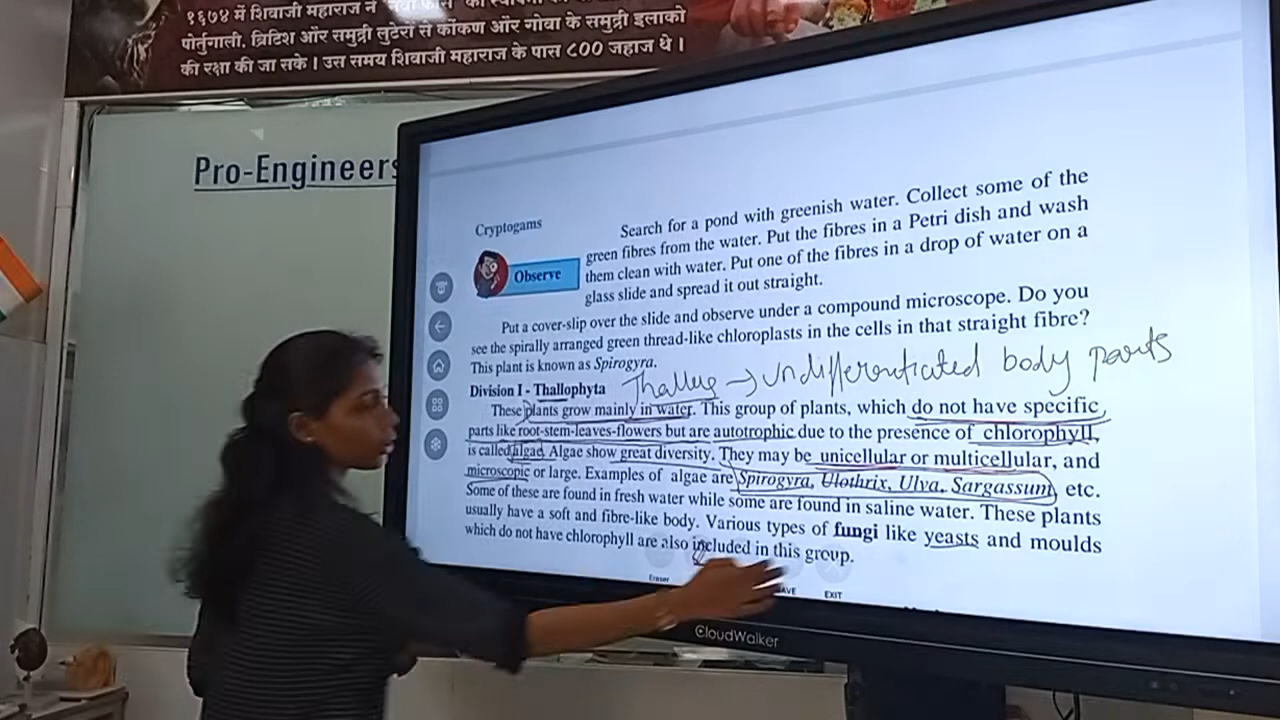 १६७४ में शिवाजी महाराज ने
पोर्तुगाली, ब्रिटिश और समुद्री लुटेरों से कोंकण और गोवा के समुद्री इलाको
की रक्षा की जा सके। उस समय शिवाजी महाराज के पास ८०० जहाज थे।
Pro-Engineers
Cryptogams
Observe
Search for a pond with greenish water. Collect some of the
green fibres from the water. Put the fibres in a Petri dish and wash
them clean with water. Put one of the fibres in a drop of water on a
glass slide and spread it out straight.
Put a cover-slip over the slide and observe under a compound microscope. Do you
see the spirally arranged green thread-like chloroplasts in the cells in that straight fibre?
This plant is known as Spirogyra.
Thallus → undifferentiated body parts
Division I - Thallophyta
These plants grow mainly in water. This group of plants, which do not have specific
parts like root-stem-leaves-flowers but are autotrophic due to the presence of chlorophyll,
is called algae. Algae show great diversity. They may be unicellular or multicellular, and
microscopic or large. Examples of algae are Spirogyra, Ulothrix, Ulva, Sargassum, etc.
Some of these are found in fresh water while some are found in saline water. These plants
usually have a soft and fibre-like body. Various types of fungi like yeasts and moulds
which do not have chlorophyll are also included in this group.
Eraser
EXIT
CloudWalker